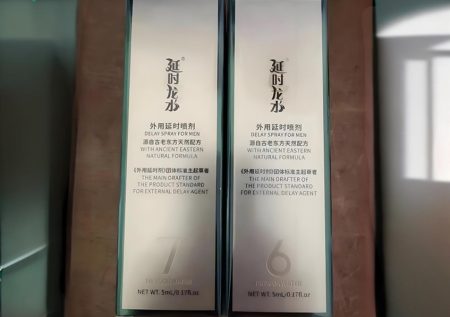 延时龙水®
外用延时喷剂
DELAY SPRAY FOR MEN
源自古老东方天然配方
WITH ANCIENT EASTERN
NATURAL FORMULA
《外用延时剂》团体标准主起草者
THE MAIN DRAFTER OF
THE PRODUCT STANDARD
FOR EXTERNAL DELAY AGENT
7
NET WT. 5mL/0.17fl.oz
延时龙水®
外用延时喷剂
DELAY SPRAY FOR MEN
源自古老东方天然配方
WITH ANCIENT EASTERN
NATURAL FORMULA
《外用延时剂》团体标准主起草者
THE MAIN DRAFTER OF
THE PRODUCT STANDARD
FOR EXTERNAL DELAY AGENT
6
NET WT. 5mL/0.17fl.oz